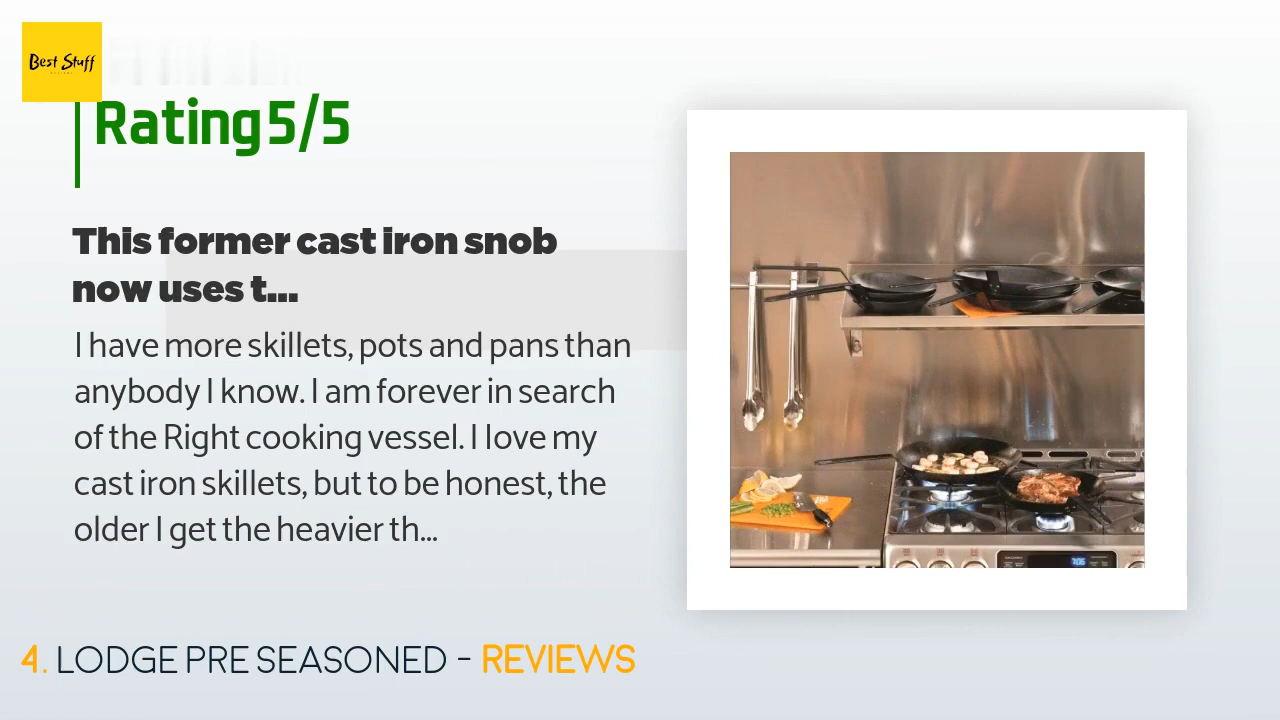 Best Stuff
Rating 5/5
This former cast iron snob
now uses t...
I have more skillets, pots and pans than
anybody I know. I am forever in search
of the Right cooking vessel. I love my
cast iron skillets, but to be honest, the
older I get the heavier th...
4. LODGE PRE SEASONED - REVIEWS